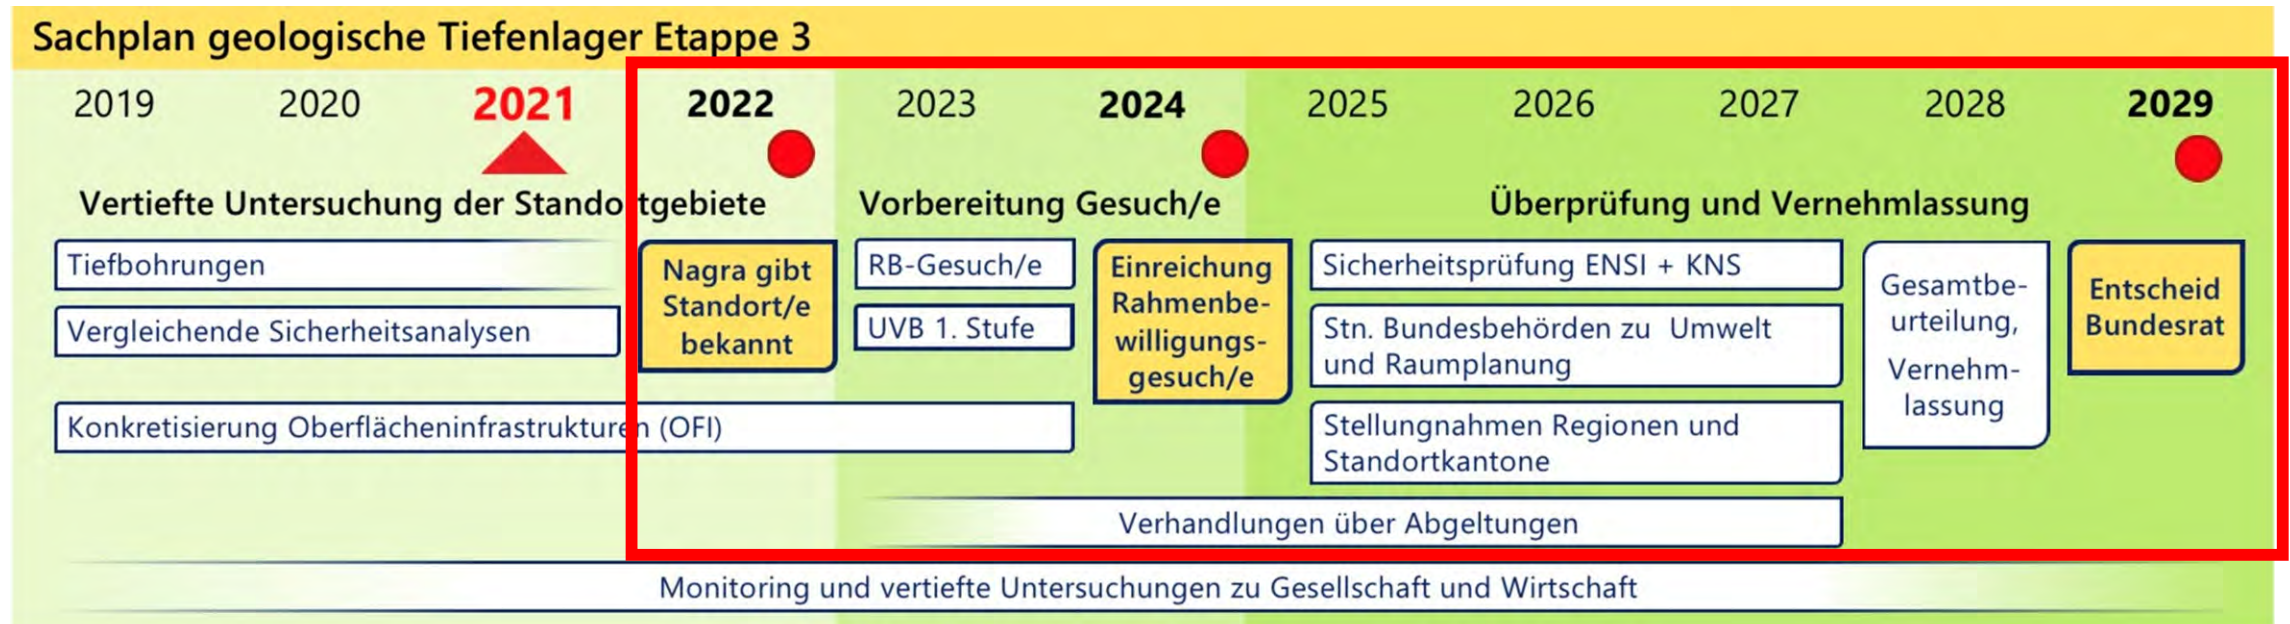 Sachplan geologische Tiefenlager Etappe 3
2019 2020 2021 2022 2023 2024 2025 2026 2027 2028 2029
Vertiefte Untersuchung der Standortgebiete
Vorbereitung Gesuch/e
Überprüfung und Vernehmlassung
Tiefbohrungen
Vergleichende Sicherheitsanalysen
Konkretisierung Oberflächeninfrastrukturen (OFI)
Nagra gibt
Standort/e
bekannt
RB-Gesuch/e
UVB 1. Stufe
Einreichung
Rahmenbe-
willigungs-
gesuch/e
Sicherheitsprüfung ENSI + KNS
Stn. Bundesbehörden zu Umwelt
und Raumplanung
Stellungnahmen Regionen und
Standortkantone
Gesamtbe-
urteilung,
Vernehm-
lassung
Entscheid
Bundesrat
Verhandlungen über Abgeltungen
Monitoring und vertiefte Untersuchungen zu Gesellschaft und Wirtschaft